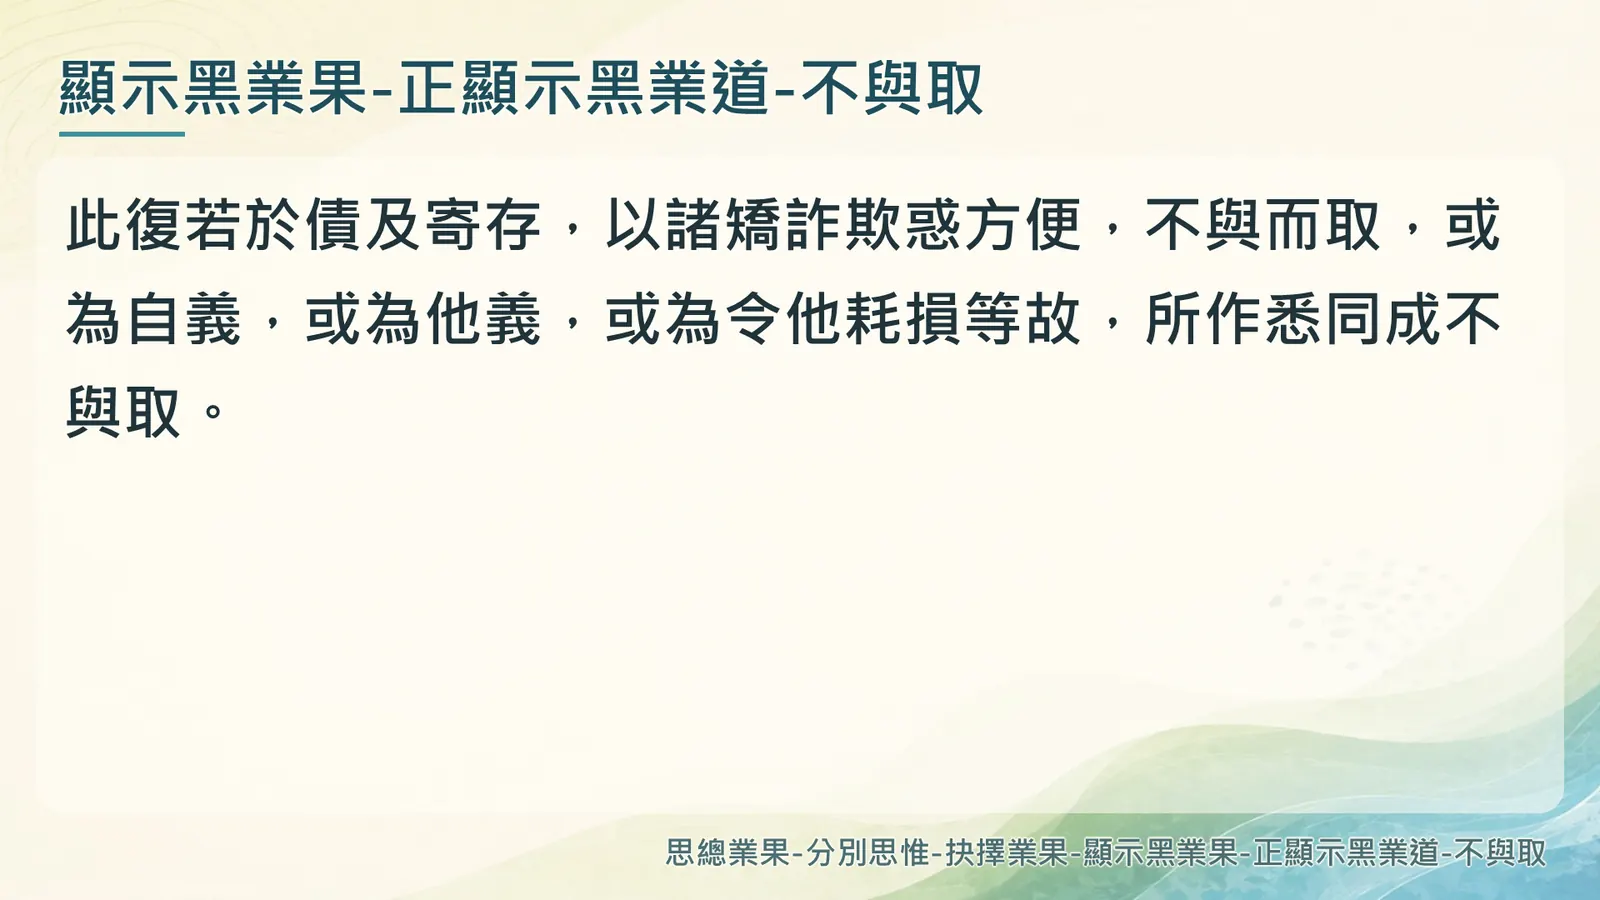 顯示黑業果-正顯示黑業道-不與取
此復若於債及寄存，以諸矯詐欺惑方便，不與而取，或
為自義，或為他義，或為令他耗損等故，所作悉同成不
與取。
思總業果-分別思惟-抉擇業果-顯示黑業果-正顯示黑業道-不與取